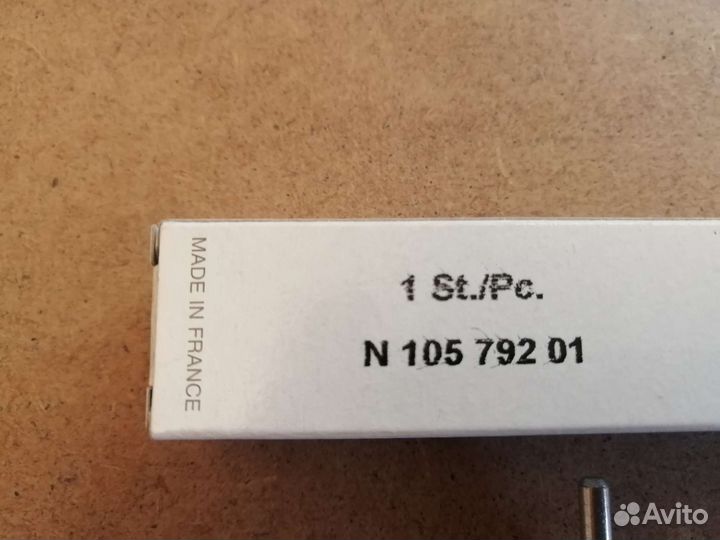 MADE IN FRANCE
1 St./Pc.
N 105 792 01
Avito